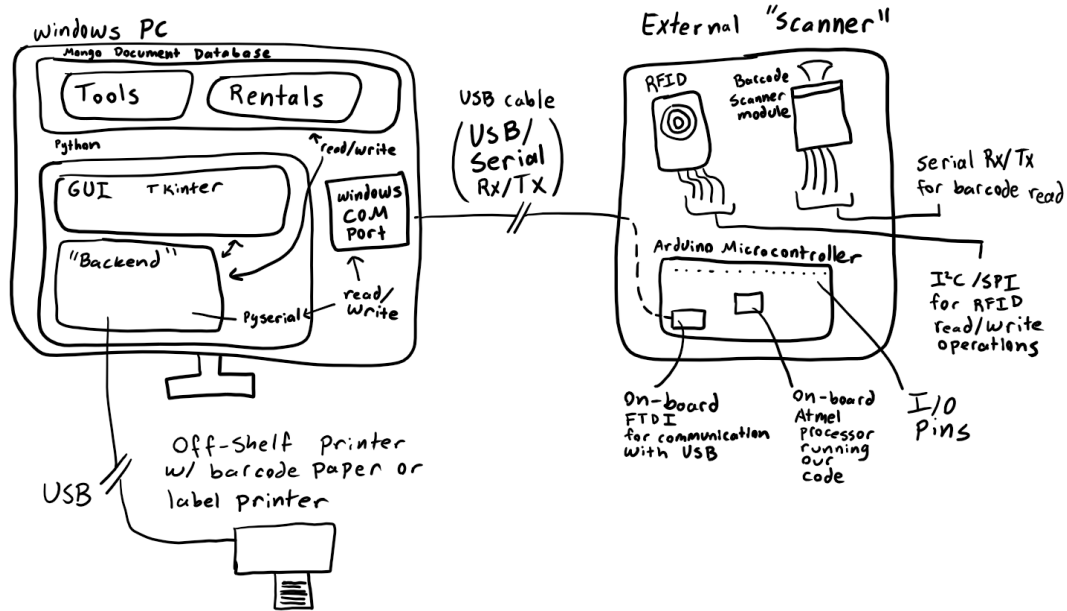 Windows PC
Mongo Document Database
Tools
Rentals
read/write
Python
GUI TKinter
"Backend"
Pyserial
Windows
COM
Port
read/
write
USB cable
(USB/
Serial
Rx/Tx)
External "Scanner"
RFID
Barcode
Scanner
module
Serial Rx/Tx
for barcode read
Arduino Microcontroller
I²C/SPI
for RFID
read/write
operations
On-board
FTDI
for communication
with USB
On-board
Atmel
processor
running
our
code
I/O
Pins
USB
Off-Shelf Printer
w/ barcode paper or
label printer